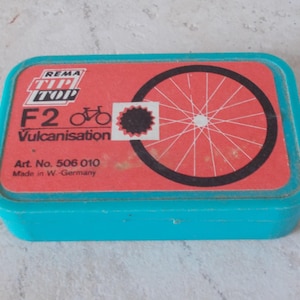 REMA
TIP
TOP
F2
Vulcanisation
Art. No. 506 010
Made in W.-Germany